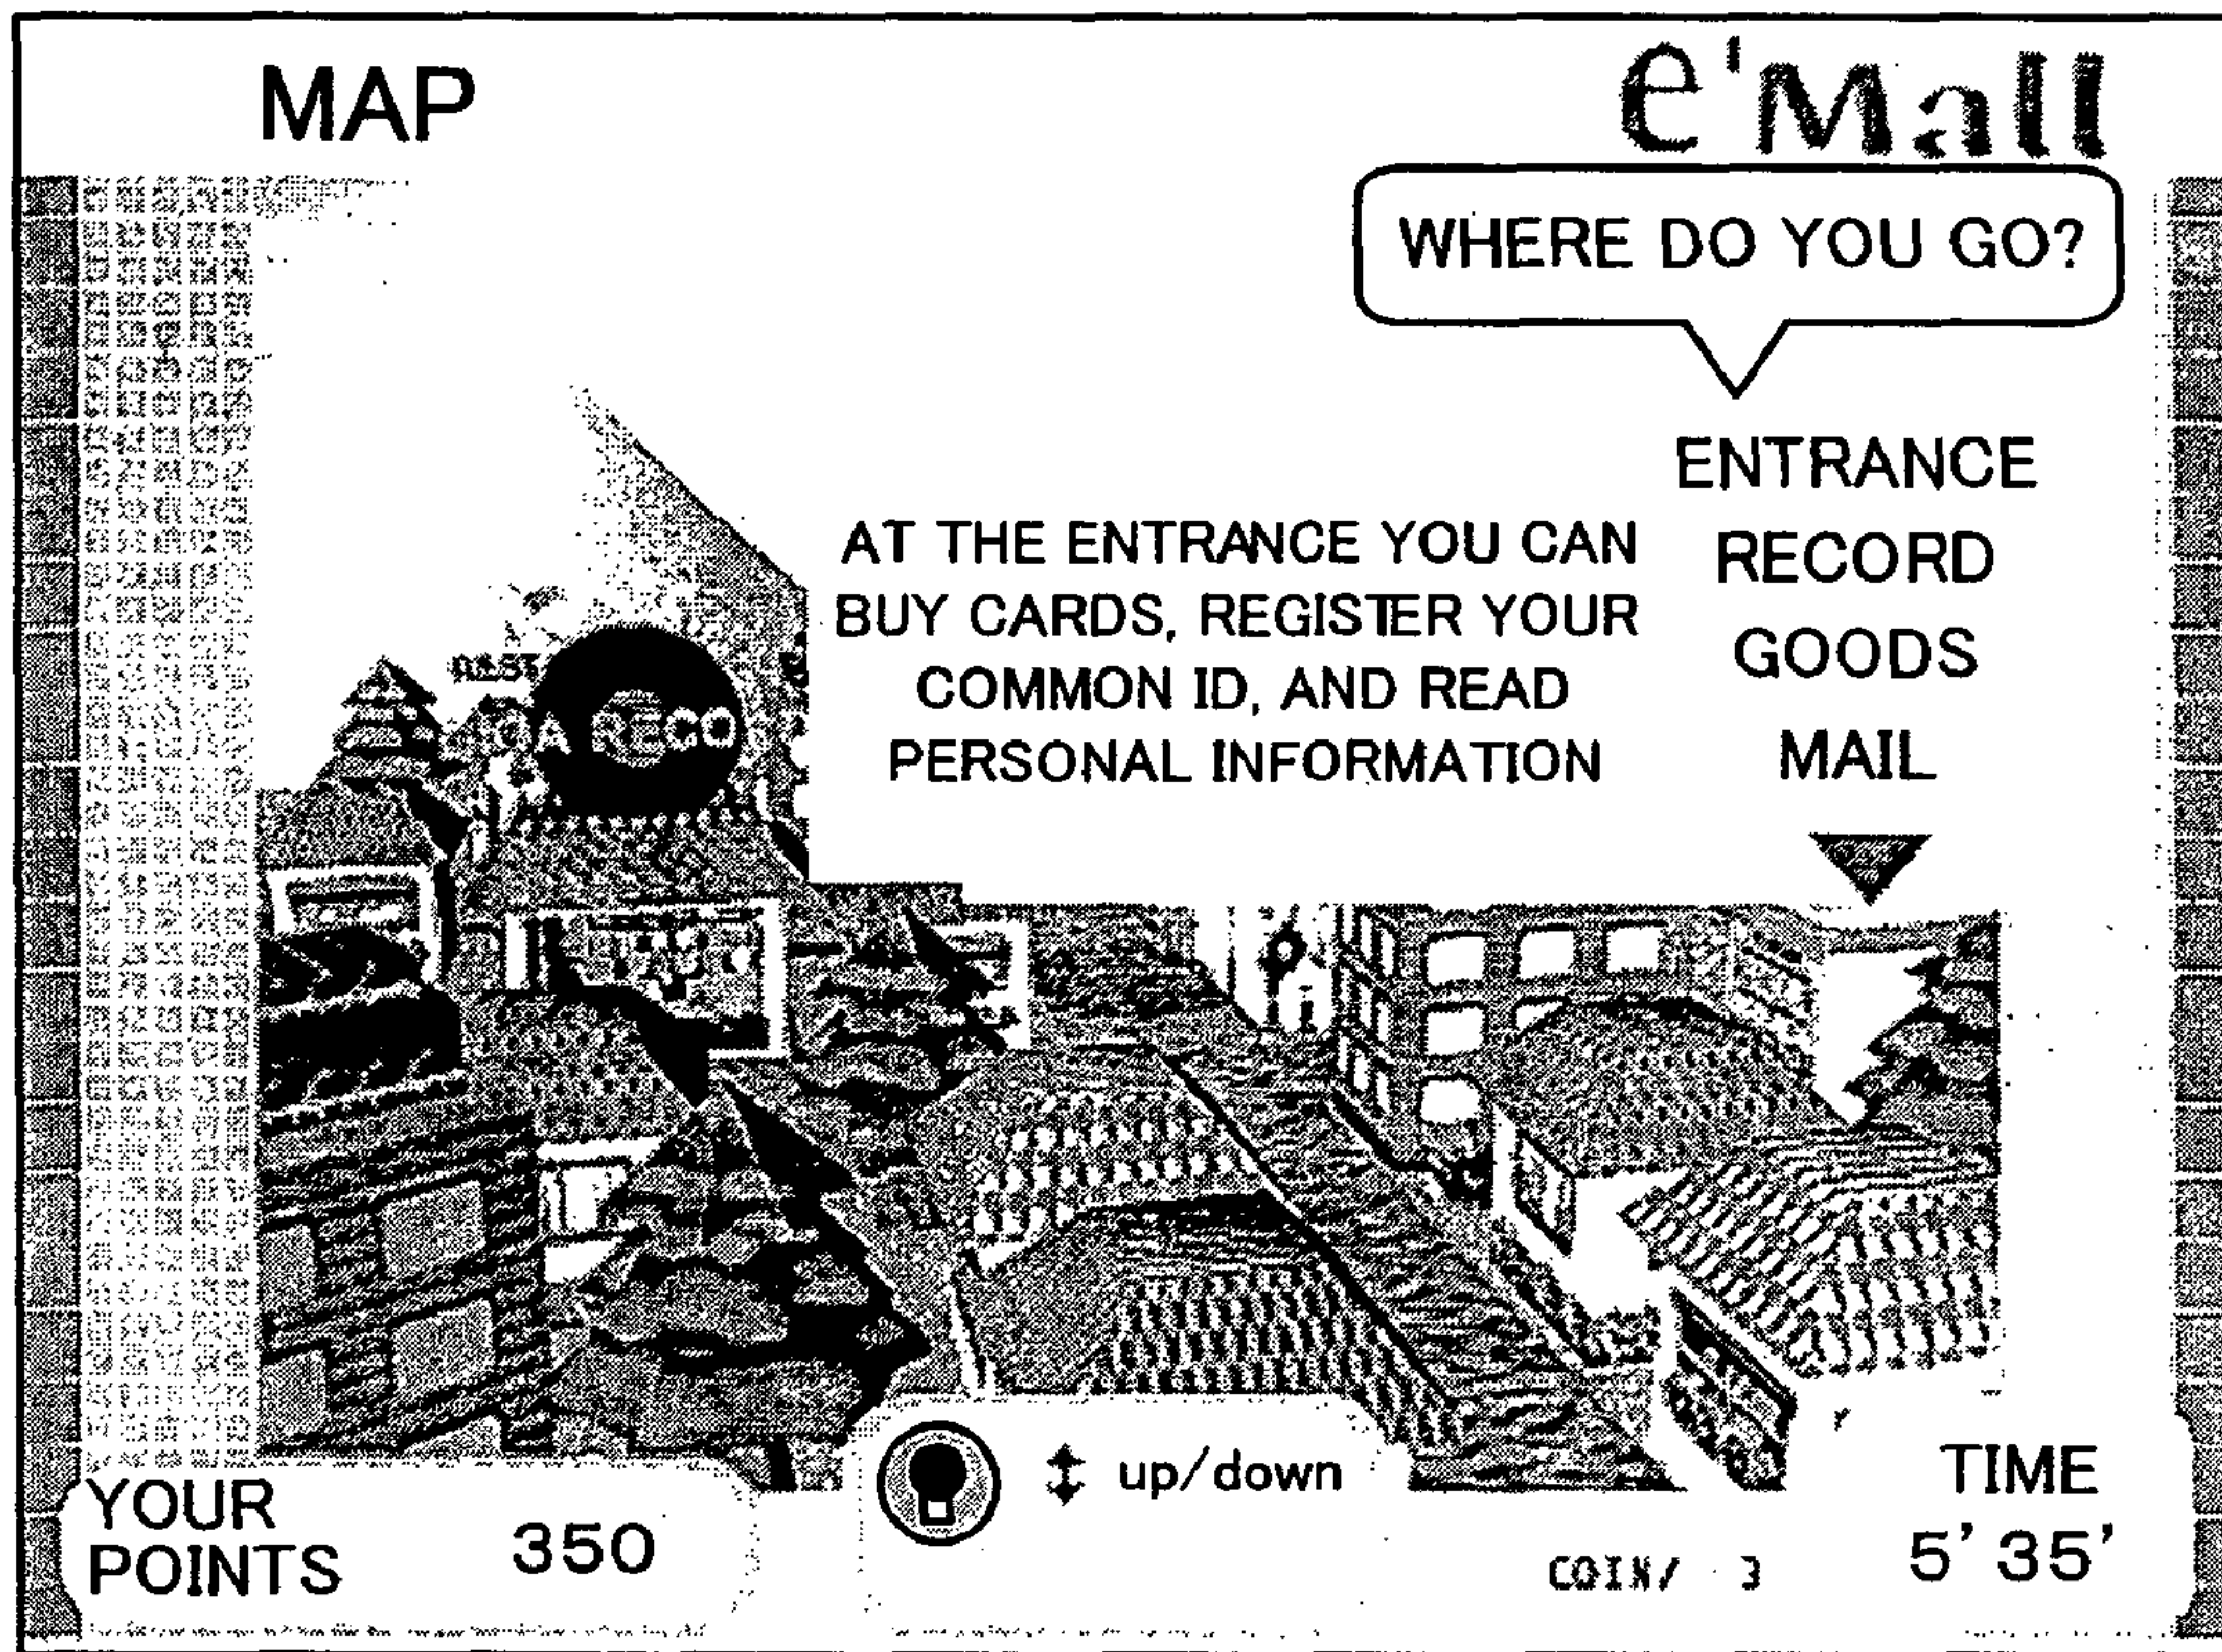 MAP
e'Mall
WHERE DO YOU GO?
ENTRANCE
RECORD
GOODS
MAIL
AT THE ENTRANCE YOU CAN
BUY CARDS, REGISTER YOUR
COMMON ID, AND READ
PERSONAL INFORMATION
YOUR
POINTS
350
up/down
COIN/
TIME
5' 35'